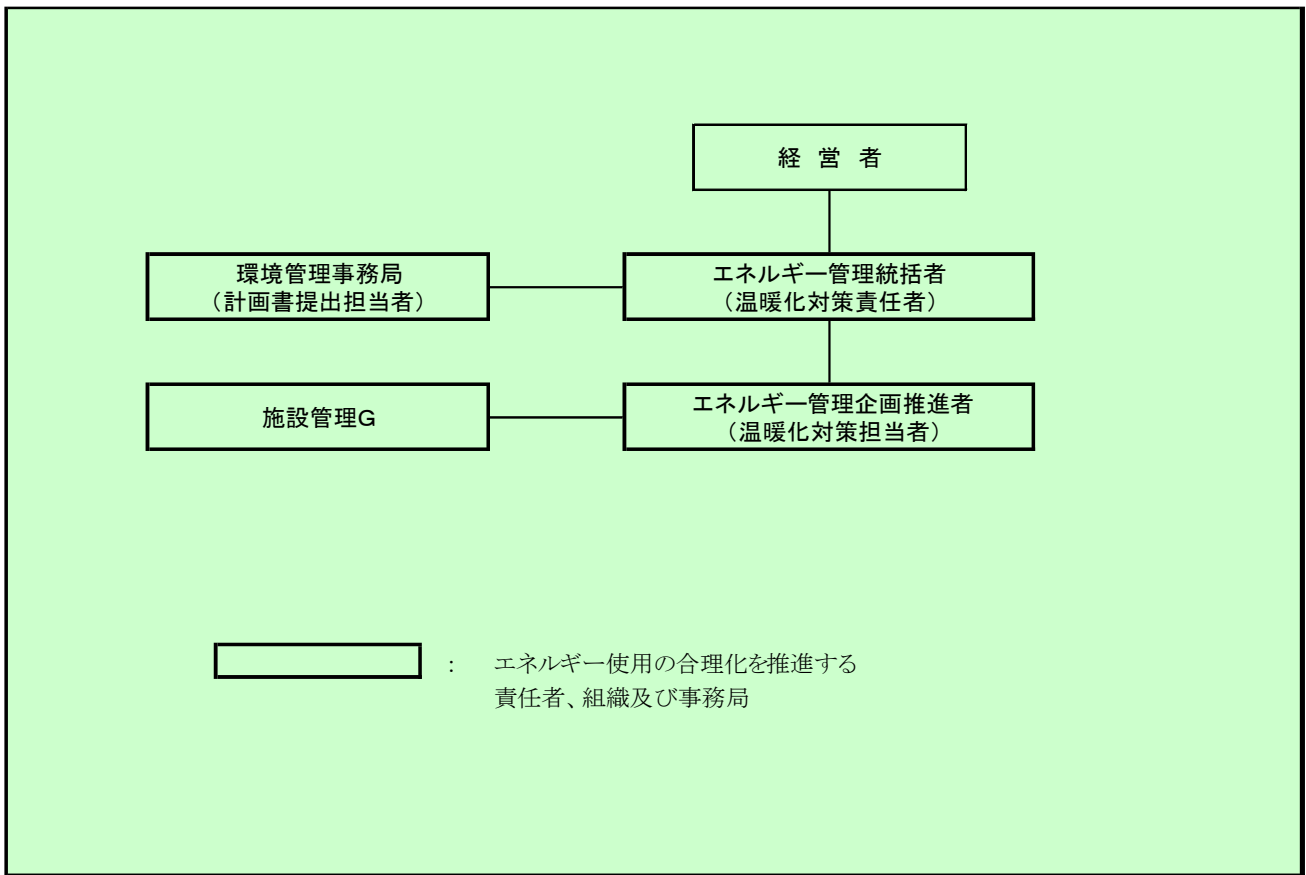 経 営 者
環境管理事務局
（計画書提出担当者）
エネルギー管理統括者
（温暖化対策責任者）
施設管理G
エネルギー管理企画推進者
（温暖化対策担当者）
： エネルギー使用の合理化を推進する
責任者、組織及び事務局